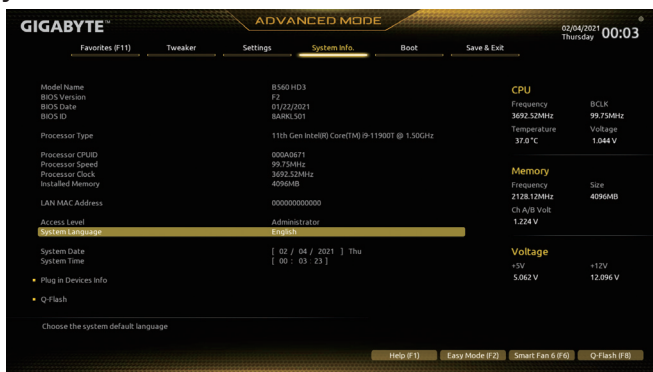 GIGABYTE™
ADVANCED MODE
02/04/2021
Thursday
00:03
Favorites (F11) Tweaker Settings System Info. Boot Save & Exit
Model Name B560 HD3
BIOS Version F2
BIOS Date 01/22/2021
BIOS ID 8ARKL501
Processor Type 11th Gen Intel(R) Core(TM) i9-11900T @ 1.50GHz
Processor CPUID 000A0671
Processor Speed 99.75MHz
Processor Clock 3692.52MHz
Installed Memory 4096MB
LAN MAC Address 000000000000
Access Level Administrator
System Language English
System Date [ 02 / 04 / 2021 ] Thu
System Time [ 00 : 03 : 23 ]
Plug in Devices Info
Q-Flash
Choose the system default language
CPU
Frequency BCLK
3692.52MHz 99.75MHz
Temperature Voltage
37.0 °C 1.044 V
Memory
Frequency Size
2128.12MHz 4096MB
Ch A/B Volt
1.224 V
Voltage
+5V +12V
5.062 V 12.096 V
Help (F1) Easy Mode (F2) Smart Fan 6 (F6) Q-Flash (F8)